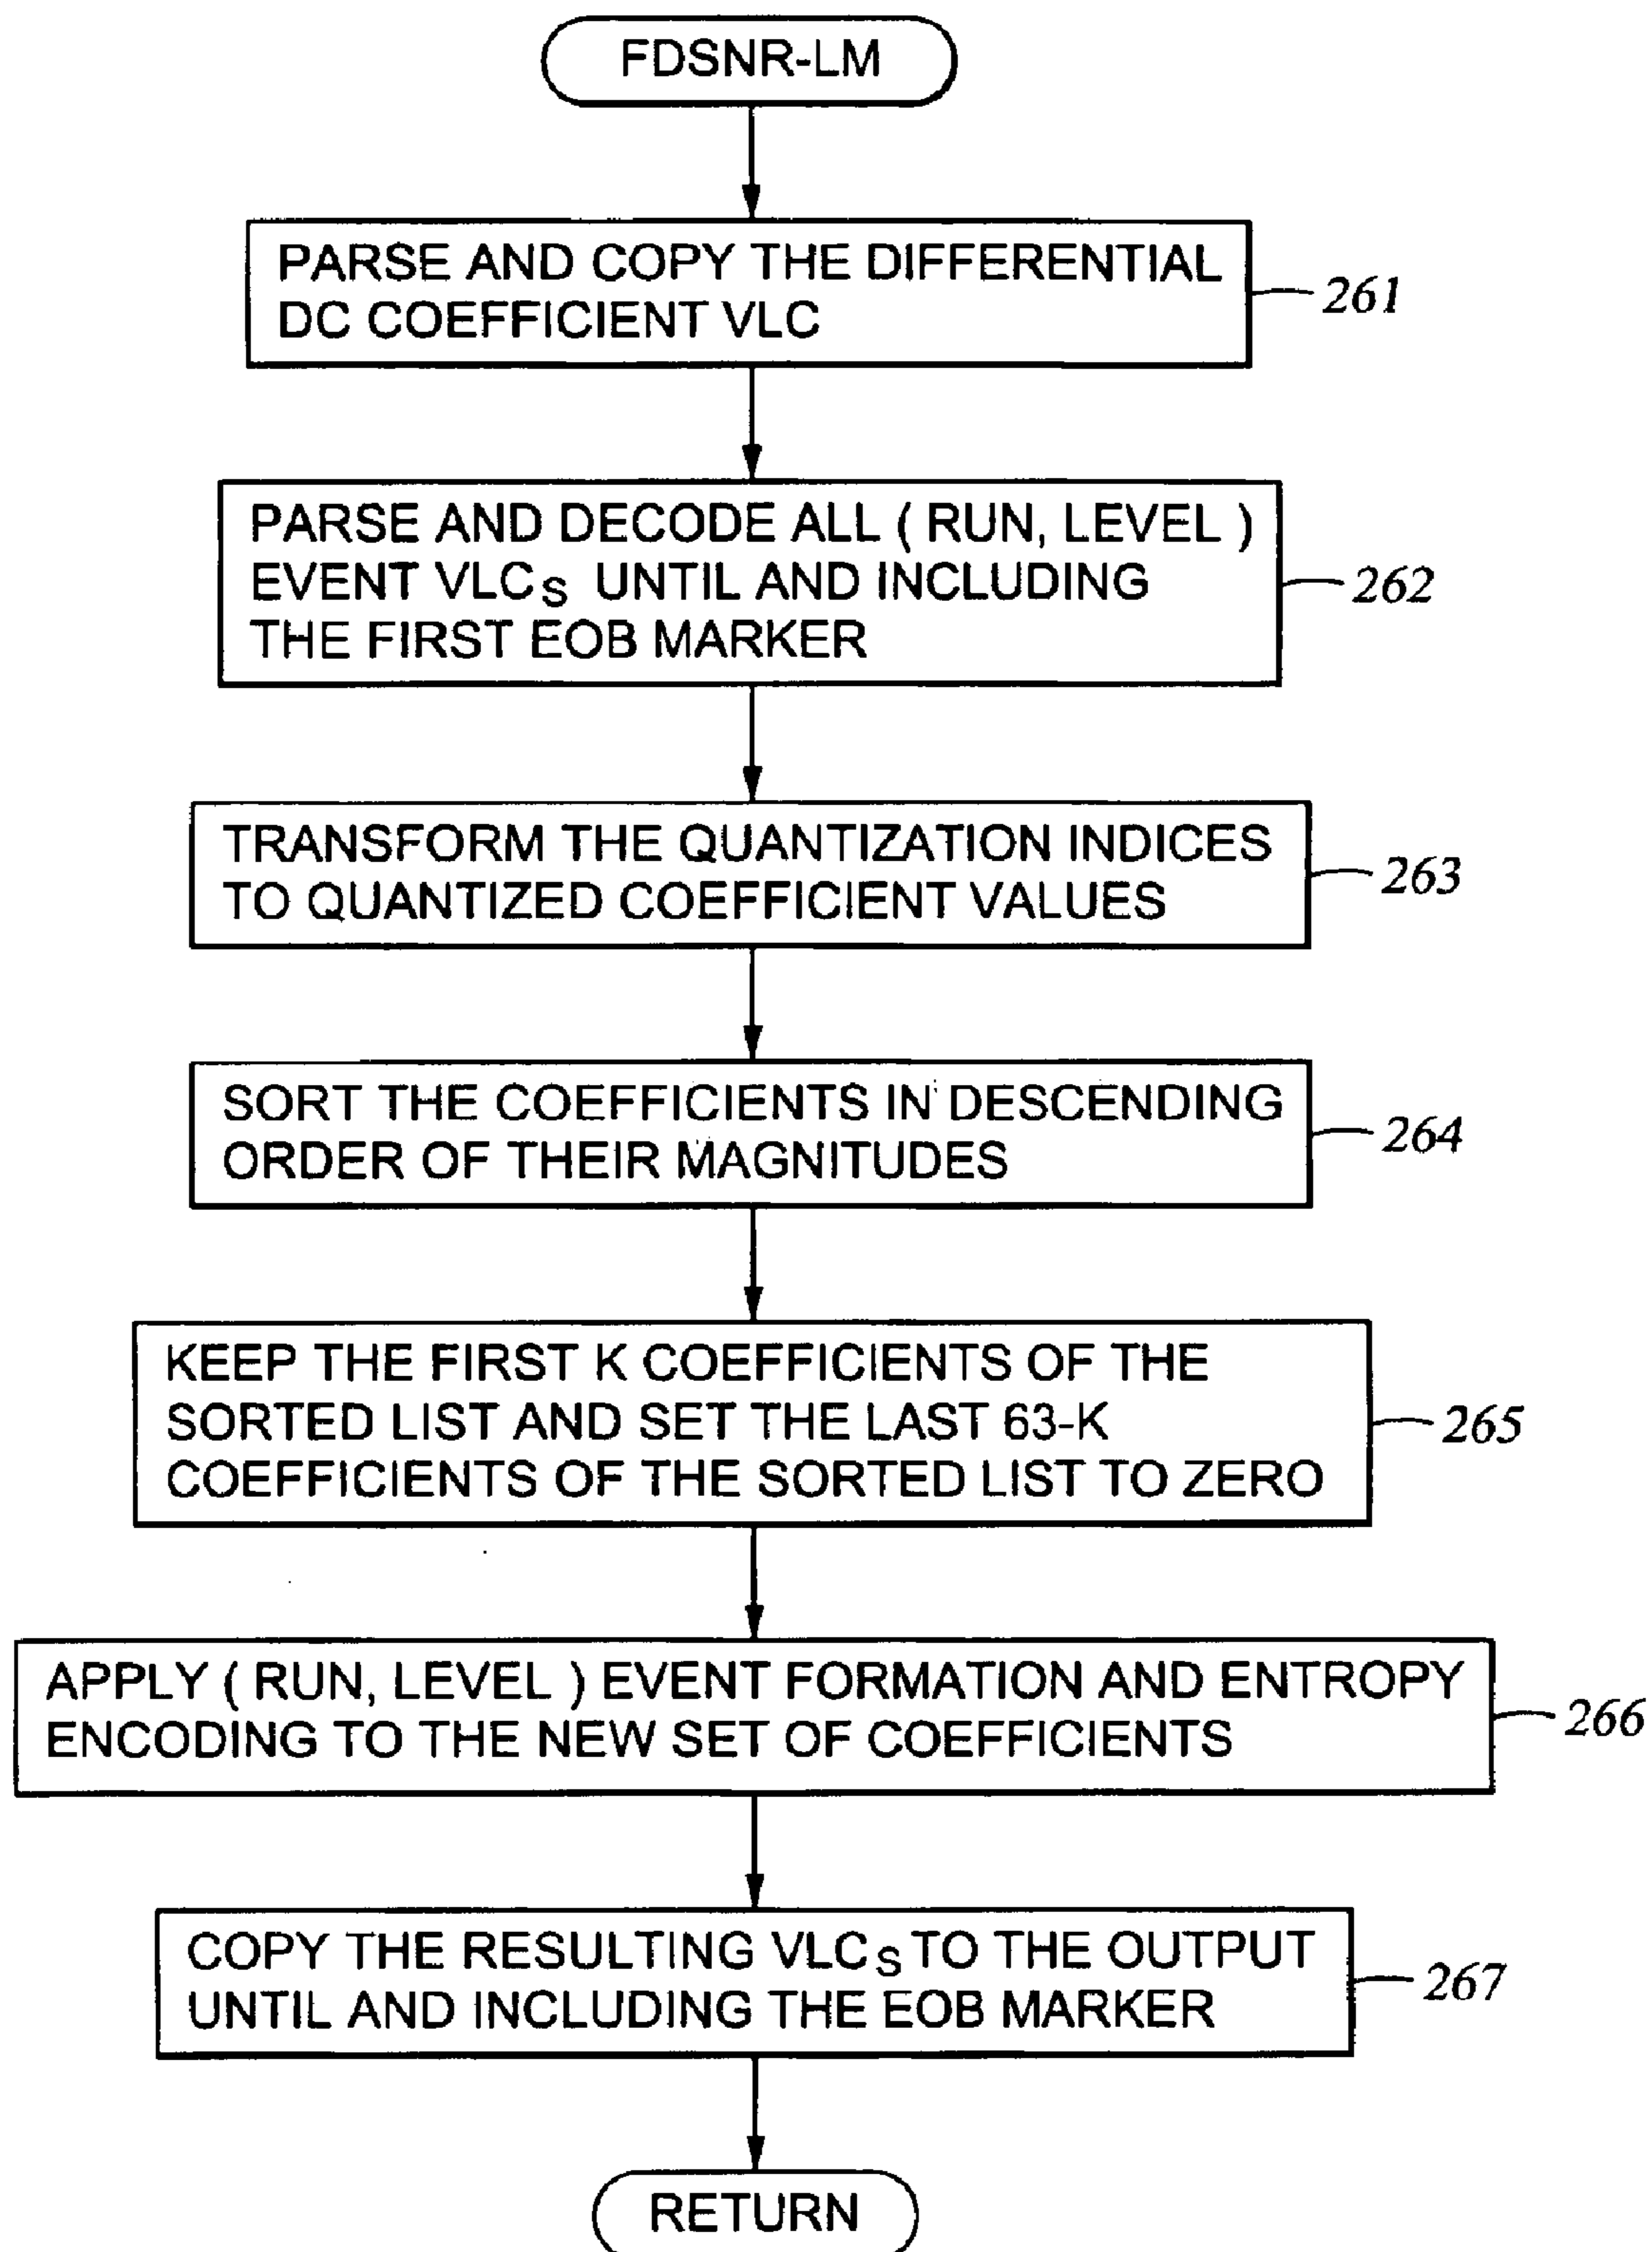 FDSNR-LM
PARSE AND COPY THE DIFFERENTIAL
DC COEFFICIENT VLC
261
PARSE AND DECODE ALL ( RUN, LEVEL )
EVENT VLCS UNTIL AND INCLUDING
THE FIRST EOB MARKER
262
TRANSFORM THE QUANTIZATION INDICES
TO QUANTIZED COEFFICIENT VALUES
263
SORT THE COEFFICIENTS IN DESCENDING
ORDER OF THEIR MAGNITUDES
264
KEEP THE FIRST K COEFFICIENTS OF THE
SORTED LIST AND SET THE LAST 63-K
COEFFICIENTS OF THE SORTED LIST TO ZERO
265
APPLY ( RUN, LEVEL ) EVENT FORMATION AND ENTROPY
ENCODING TO THE NEW SET OF COEFFICIENTS
266
COPY THE RESULTING VLCS TO THE OUTPUT
UNTIL AND INCLUDING THE EOB MARKER
267
RETURN